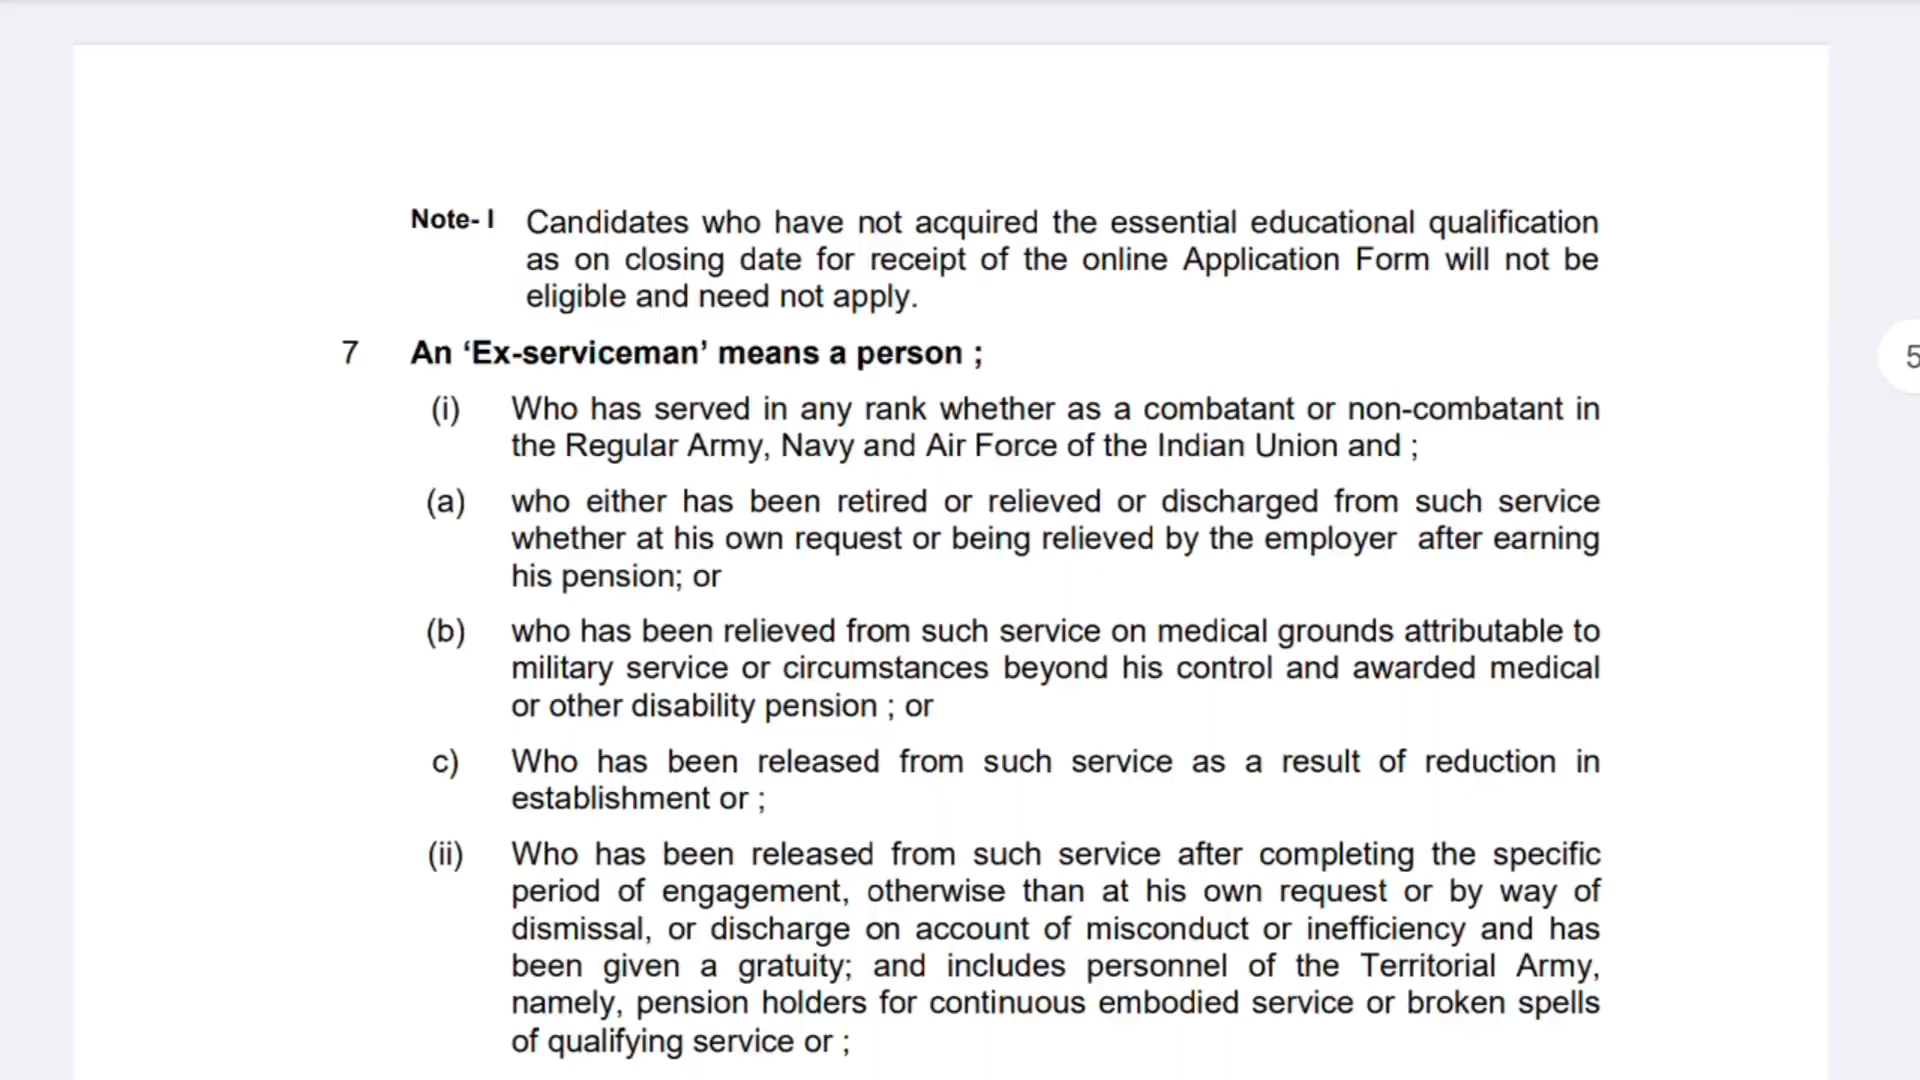 Note- I Candidates who have not acquired the essential educational qualification
as on closing date for receipt of the online Application Form will not be
eligible and need not apply.
7 An ‘Ex-serviceman’ means a person ;
(i) Who has served in any rank whether as a combatant or non-combatant in
the Regular Army, Navy and Air Force of the Indian Union and ;
(a) who either has been retired or relieved or discharged from such service
whether at his own request or being relieved by the employer after earning
his pension; or
(b) who has been relieved from such service on medical grounds attributable to
military service or circumstances beyond his control and awarded medical
or other disability pension ; or
c) Who has been released from such service as a result of reduction in
establishment or ;
(ii) Who has been released from such service after completing the specific
period of engagement, otherwise than at his own request or by way of
dismissal, or discharge on account of misconduct or inefficiency and has
been given a gratuity; and includes personnel of the Territorial Army,
namely, pension holders for continuous embodied service or broken spells
of qualifying service or ;
5